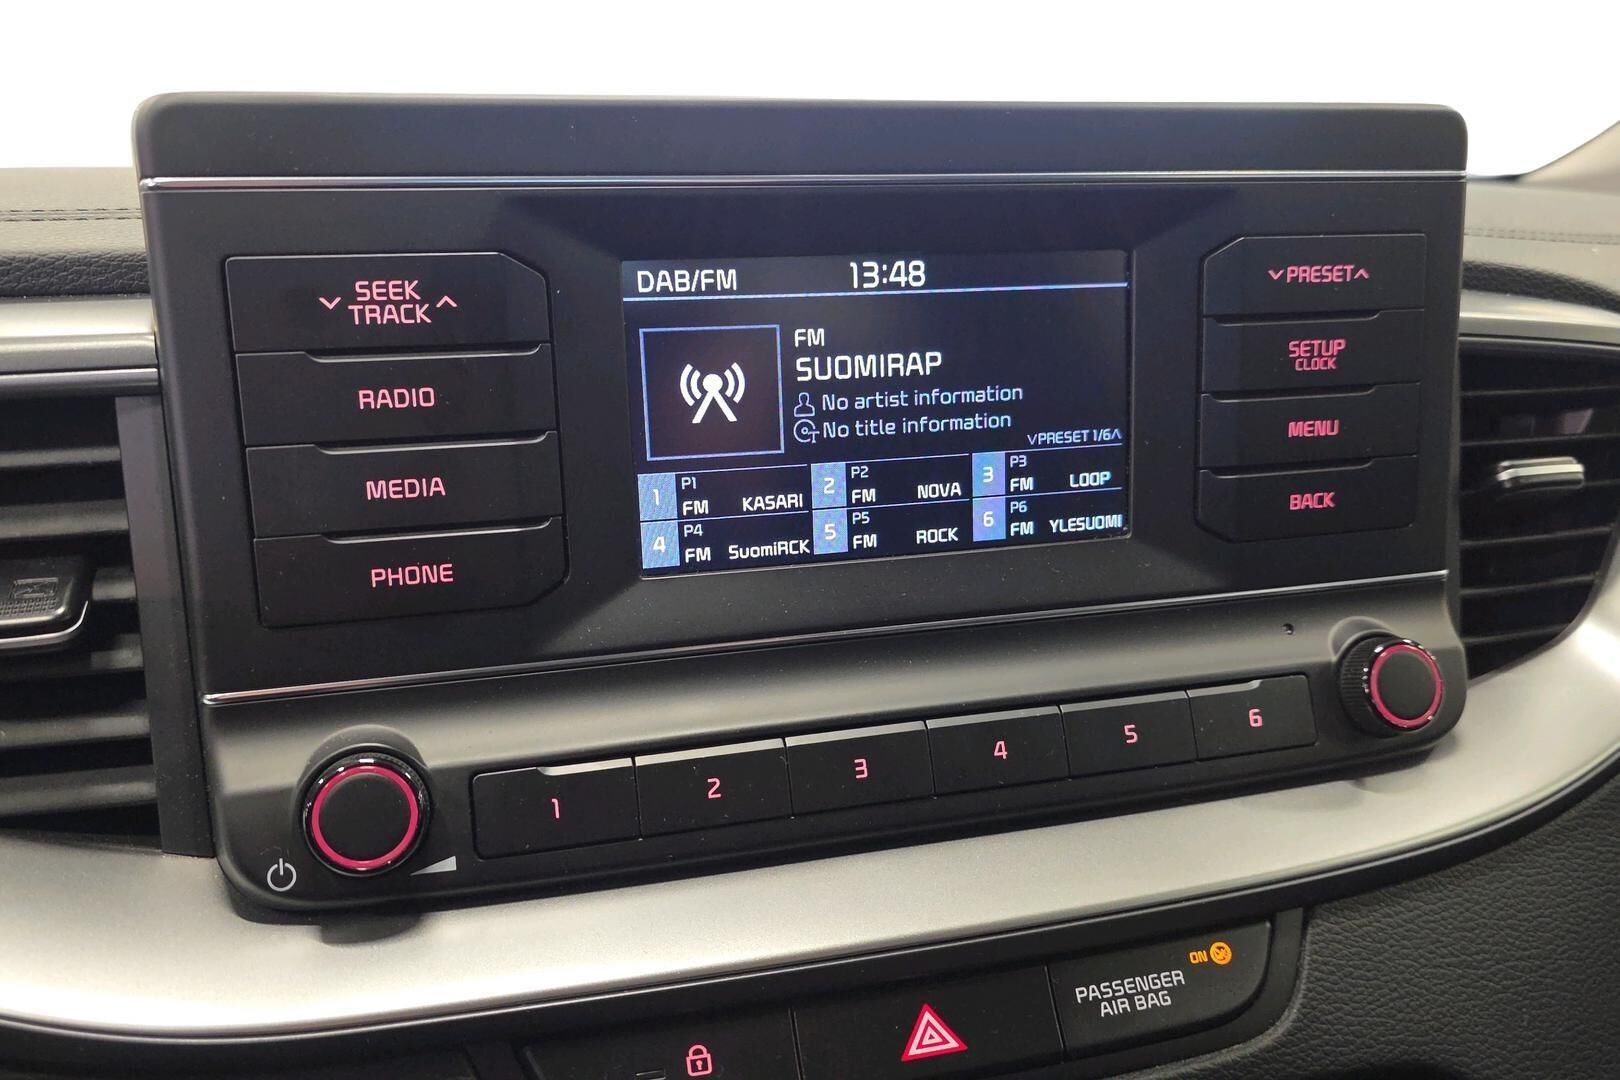 SEEK
TRACK
RADIO
MEDIA
PHONE
DAB/FM 13:48
FM
SUOMIRAP
No artist information
No title information
PRESET 1/6
1 P1 FM KASARI
2 P2 FM NOVA
3 P3 FM LOOP
4 P4 FM SuomiRCK
5 P5 FM ROCK
6 P6 FM YLESUOMI
PRESET
SETUP
CLOCK
MENU
BACK
1 2 3 4 5 6
ON
PASSENGER
AIR BAG